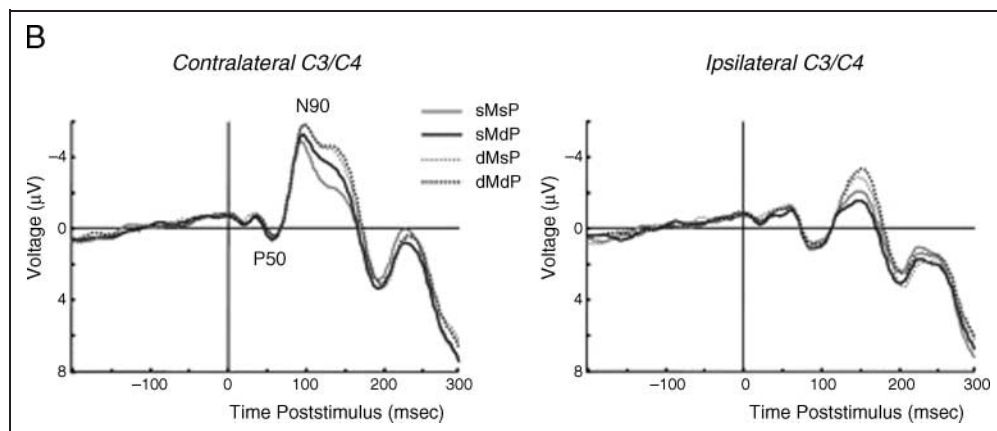 B
Contralateral C3/C4
Ipsilateral C3/C4
N90
P50
sMsP
sMdP
dMsP
dMdP
Voltage (µV)
−4
0
4
8
−100
0
100
200
300
Time Poststimulus (msec)
Voltage (µV)
−4
0
4
8
−100
0
100
200
300
Time Poststimulus (msec)